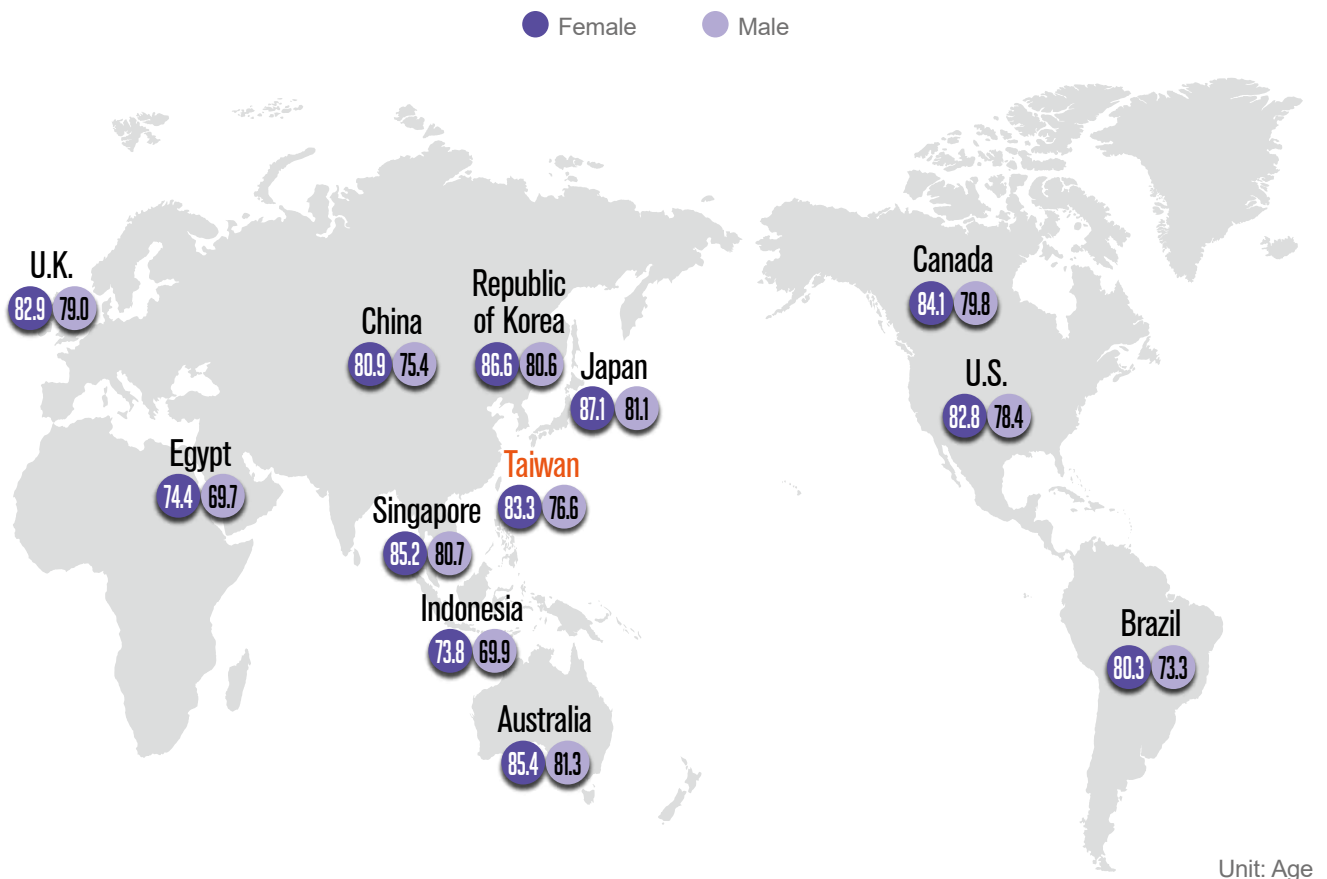 Female Male
U.K.
82.9 79.0
China
80.9 75.4
Republic
of Korea
86.6 80.6
Japan
87.1 81.1
Egypt
74.4 69.7
Taiwan
83.3 76.6
Singapore
85.2 80.7
Indonesia
73.8 69.9
Australia
85.4 81.3
Canada
84.1 79.8
U.S.
82.8 78.4
Brazil
80.3 73.3
Unit: Age